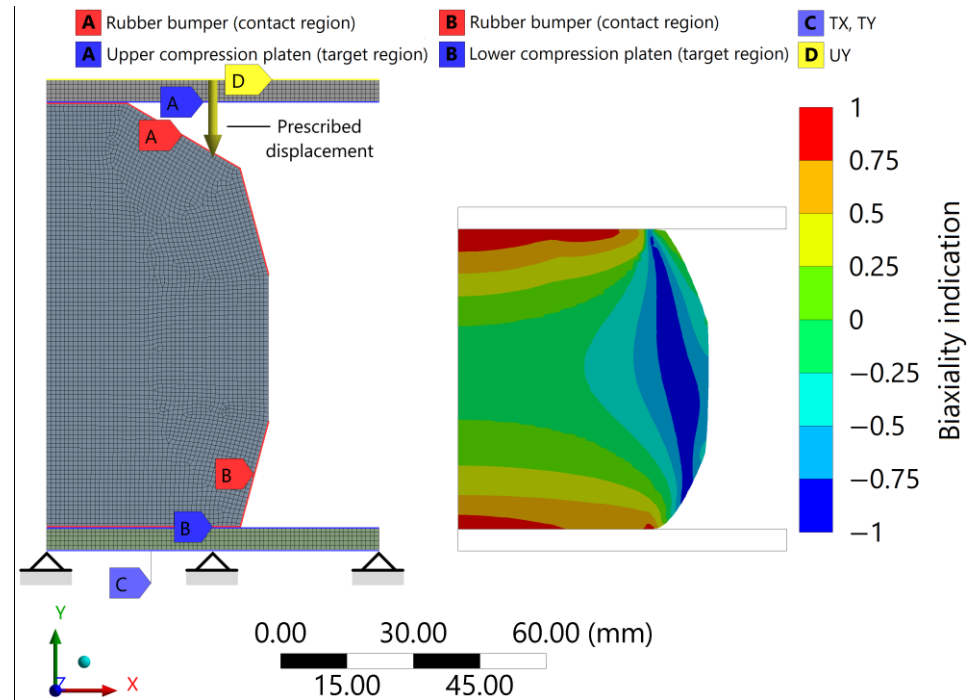 A Rubber bumper (contact region)
B Rubber bumper (contact region)
C TX, TY
A Upper compression platen (target region)
B Lower compression platen (target region)
D UY
D
A
A
Prescribed
displacement
B
B
C
1
0.75
0.5
0.25
0
−0.25
−0.5
−0.75
−1
Biaxiality indication
Y
Z
X
0.00 30.00 60.00 (mm)
15.00 45.00